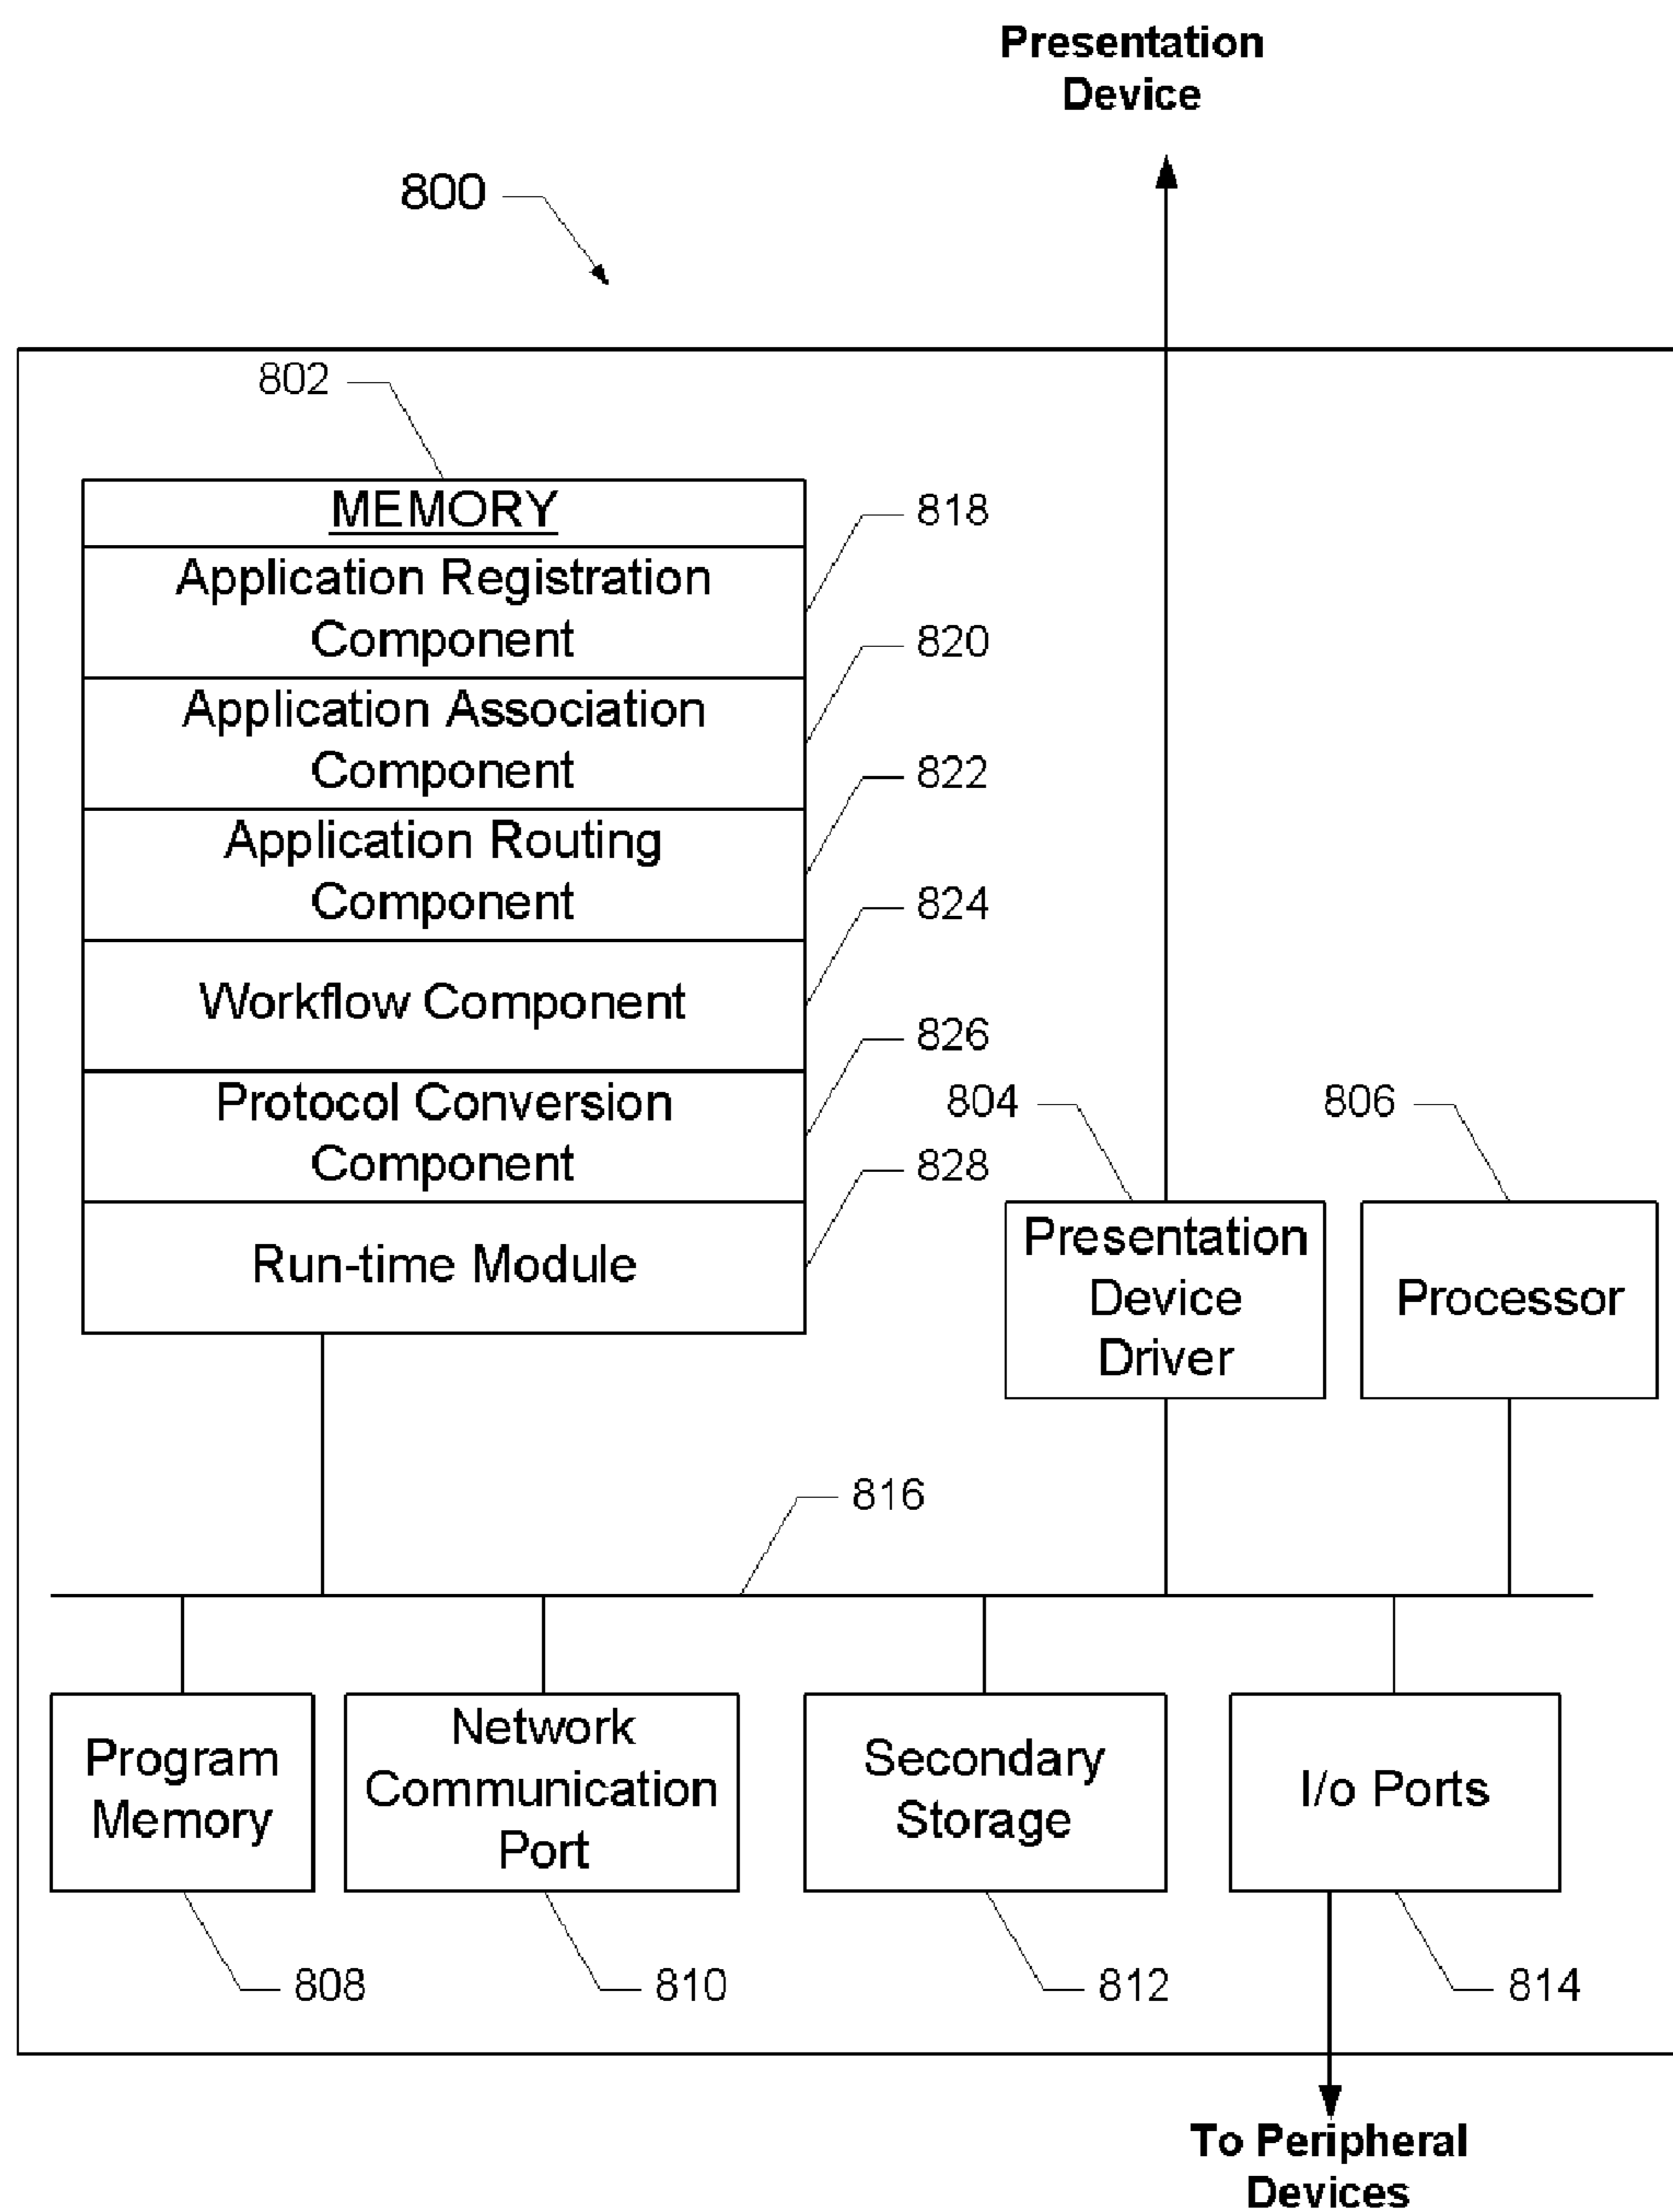 Presentation
Device
800
802
MEMORY
818
Application Registration
Component
820
Application Association
Component
822
Application Routing
Component
824
Workflow Component
826
Protocol Conversion
Component
828
Run-time Module
804
806
Presentation
Device
Driver
Processor
816
Program
Memory
Network
Communication
Port
Secondary
Storage
I/o Ports
808
810
812
814
To Peripheral
Devices